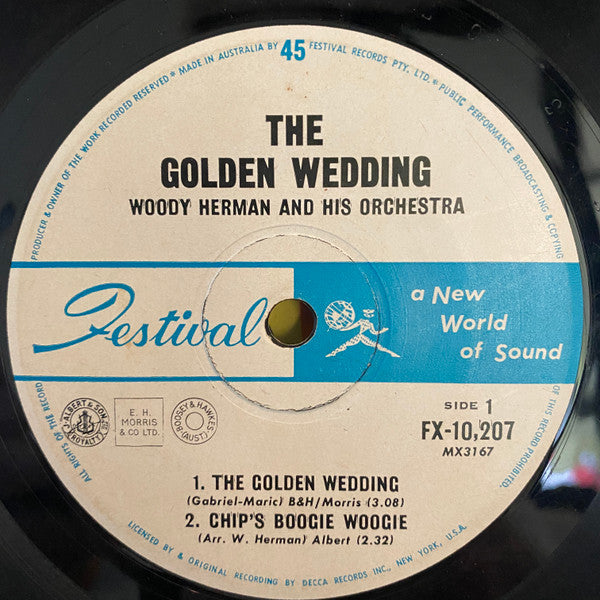 PRODUCER & OWNER OF THE WORK RECORDED RESERVED * MADE IN AUSTRALIA BY 45 FESTIVAL RECORDS PTY. LTD. * PUBLIC PERFORMANCE BROADCASTING & COPYING
THE
GOLDEN WEDDING
WOODY HERMAN AND HIS ORCHESTRA
Festival
a New
World
of Sound
ALL RIGHTS OF THE RECORD
OF THIS RECORD PROHIBITED.
ALBERT & SON
ROYALTY
E. H.
MORRIS
& CO LTD.
BOOSEY & HAWKES
(AUST)
SIDE 1
FX-10,207
MX3167
1. THE GOLDEN WEDDING
(Gabriel-Maric) B&H/Morris (3.08)
2. CHIP'S BOOGIE WOOGIE
(Arr. W. Herman) Albert (2.32)
LICENSED BY & ORIGINAL RECORDING BY DECCA RECORDS INC., NEW YORK, U.S.A.